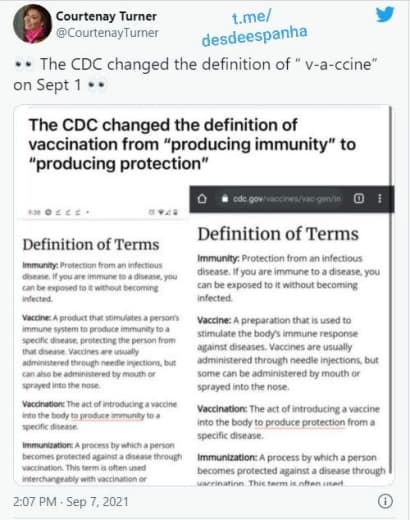 Courtenay Turner
@CourtenayTurner
t.me/
desdeespanha
👀 The CDC changed the definition of “ v-a-ccine”
on Sept 1 👀
The CDC changed the definition of
vaccination from “producing immunity” to
“producing protection”
Definition of Terms
Immunity: Protection from an infectious
disease. If you are immune to a disease, you
can be exposed to it without becoming
infected.
Vaccine: A product that stimulates a person's
immune system to produce immunity to a
specific disease, protecting the person from
that disease. Vaccines are usually
administered through needle injections, but
can also be administered by mouth or
sprayed into the nose.
Vaccination: The act of introducing a vaccine
into the body to produce immunity to a
specific disease.
Immunization: A process by which a person
becomes protected against a disease through
vaccination. This term is often used
interchangeably with vaccination or
cdc.gov/vaccines/vac-gen/im
Definition of Terms
Immunity: Protection from an infectious
disease. If you are immune to a disease, you
can be exposed to it without becoming
infected.
Vaccine: A preparation that is used to
stimulate the body's immune response
against diseases. Vaccines are usually
administered through needle injections, but
some can be administered by mouth or
sprayed into the nose.
Vaccination: The act of introducing a vaccine
into the body to produce protection from a
specific disease.
Immunization: A process by which a person
becomes protected against a disease through
vaccination. This term is often used
2:07 PM · Sep 7, 2021